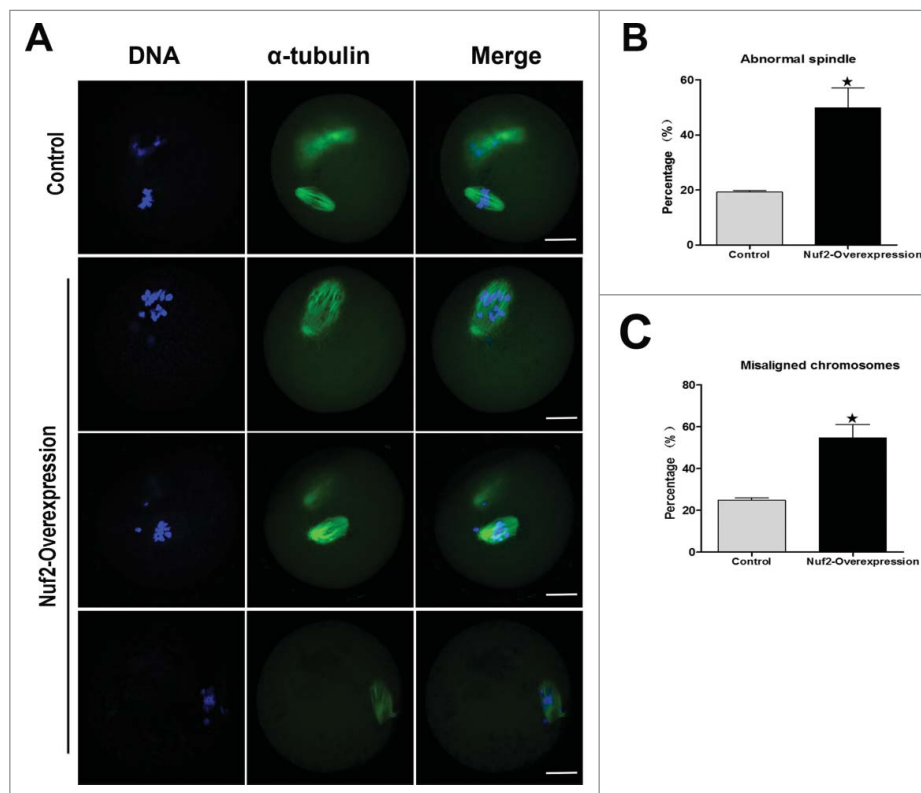 A
DNA α-tubulin Merge
Control
Nuf2-Overexpression
B
Abnormal spindle
Percentage (%)
60
40
20
0
★
Control Nuf2-Overexpression
C
Misaligned chromosomes
Percentage (%)
80
60
40
20
0
★
Control Nuf2-Overexpression